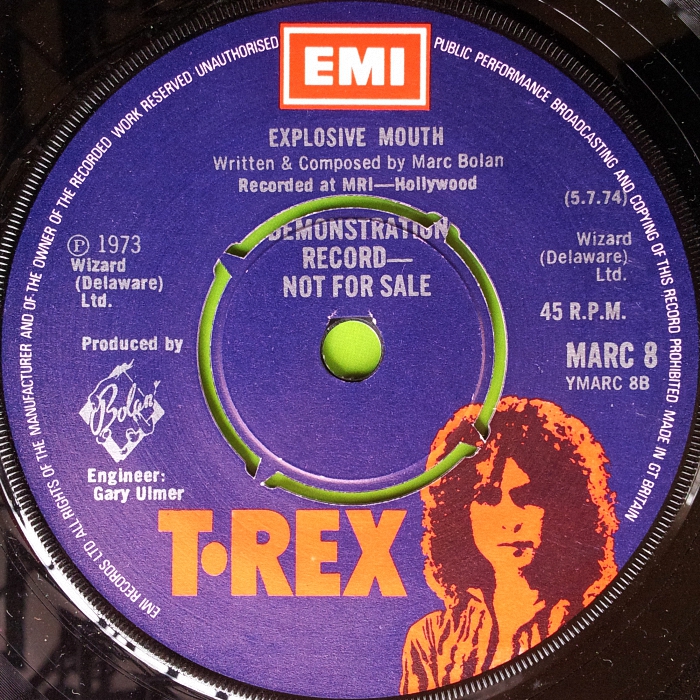 EMI
EMI RECORDS LTD ALL RIGHTS OF THE MANUFACTURER AND OF THE OWNER OF THE RECORDED WORK RESERVED·UNAUTHORISED PUBLIC PERFORMANCE BROADCASTING AND COPYING OF THIS RECORD PROHIBITED MADE IN GT BRITAIN
EXPLOSIVE MOUTH
Written & Composed by Marc Bolan
Recorded at MRI—Hollywood
DEMONSTRATION
RECORD—
NOT FOR SALE
Ⓟ 1973
Wizard
(Delaware)
Ltd.
Produced by
Bolan
Engineer:
Gary Ulmer
(5.7.74)
Wizard
(Delaware)
Ltd.
45 R.P.M.
MARC 8
YMARC 8B
T·REX